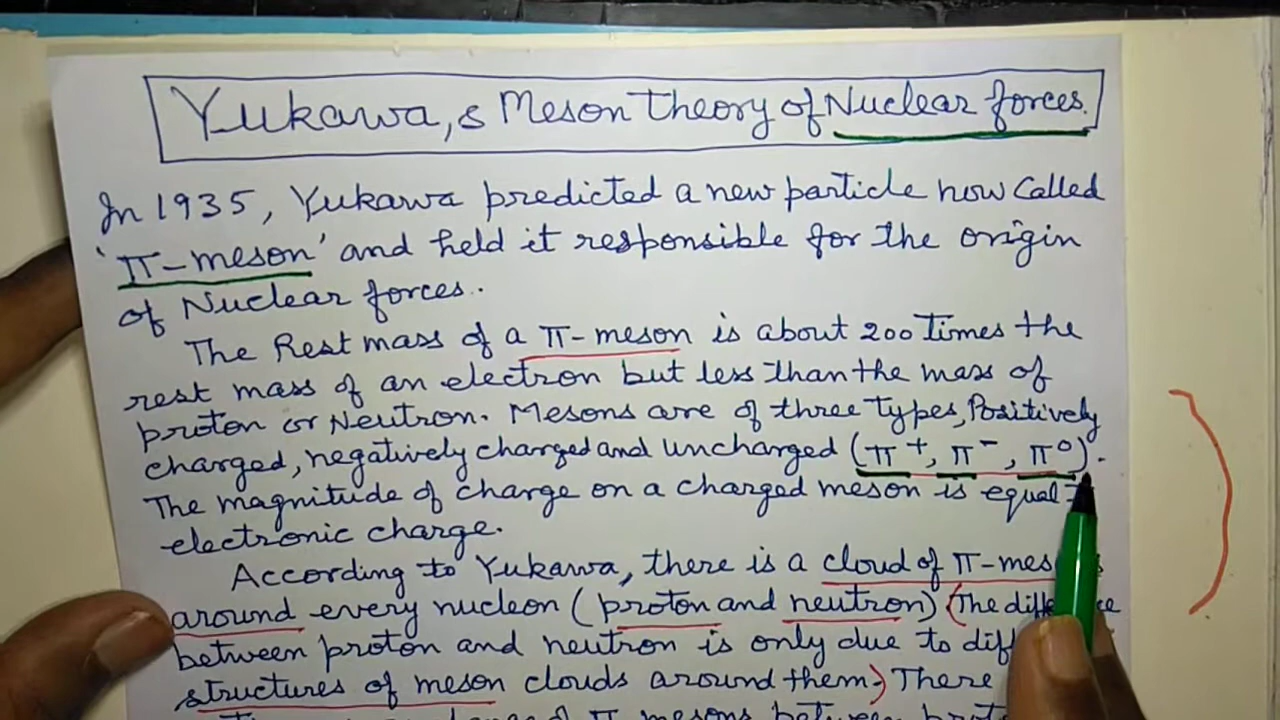 Yukawa,s Meson Theory of Nuclear forces.
In 1935, Yukawa predicted a new particle now called
'π-meson' and held it responsible for the origin
of Nuclear forces.
The Rest mass of a π-meson is about 200 Times the
rest mass of an electron but less than the mass of
proton or Neutron. Mesons are of three types, Positively
charged, negatively charged and uncharged (π+, π-, π0).
The magnitude of charge on a charged meson is equal
electronic charge.
According to Yukawa, there is a cloud of π-mesons
around every nucleon (proton and neutron) (The difference
between proton and neutron is only due to
structures of meson clouds around them.) There
of π mesons between